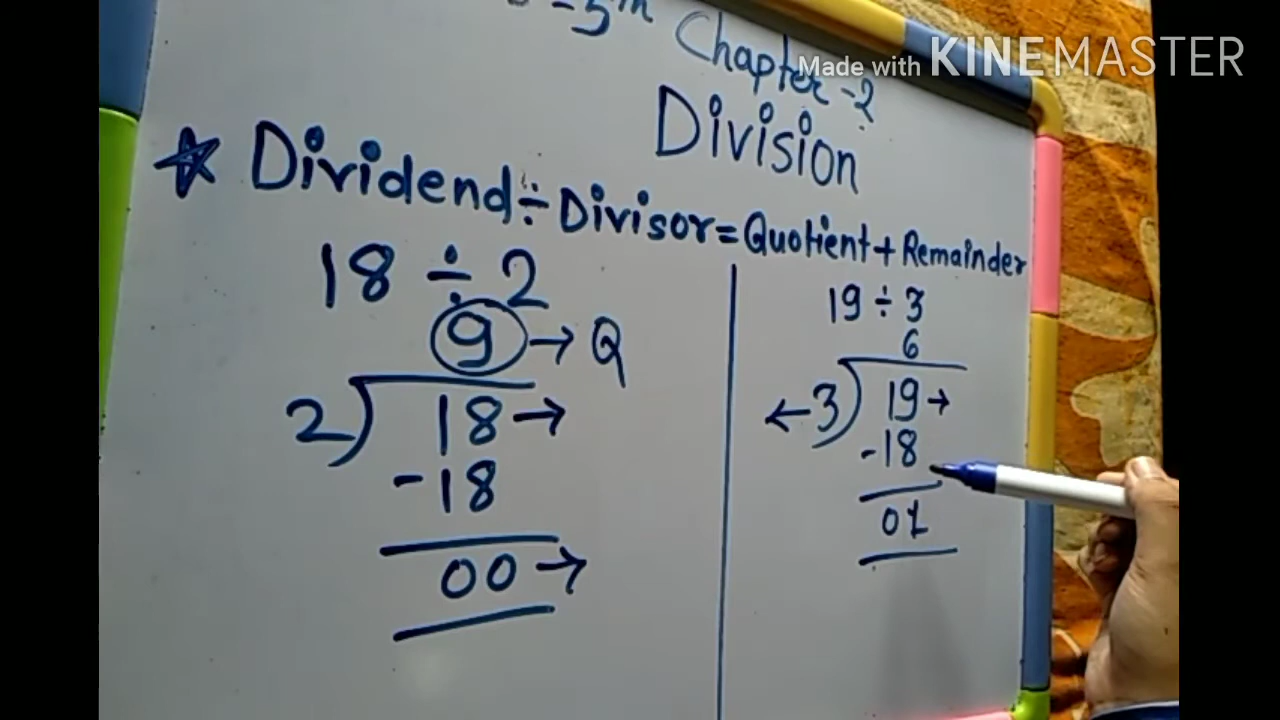 -5th
Chapter-2
Made with KINEMASTER
Division
★ Dividend ÷ Divisor = Quotient + Remainder
18 ÷ 2
9 → Q
2) 18 →
-18
00 →
19 ÷ 3
6
← 3) 19 →
-18
01